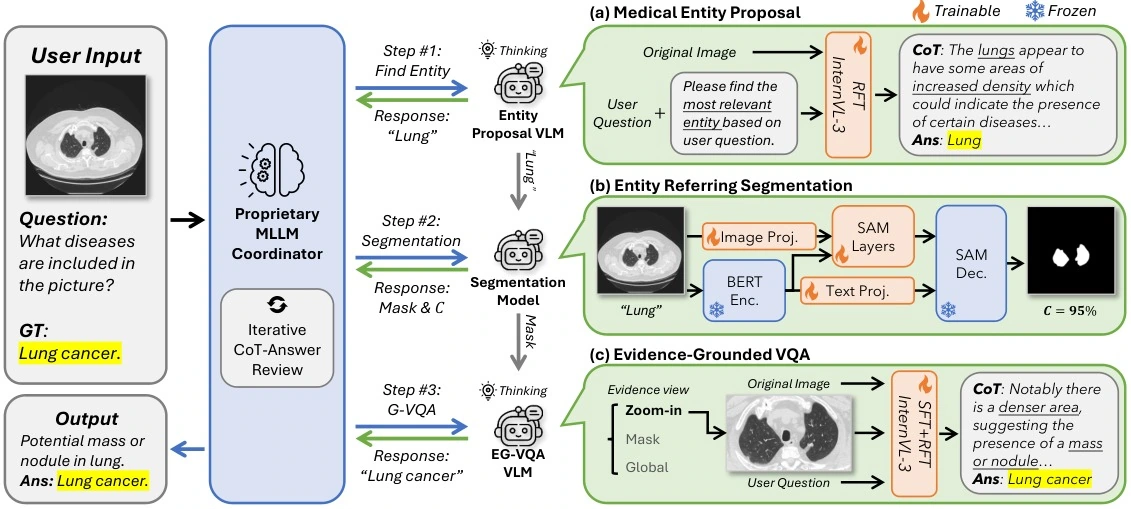 User Input
Question:
What diseases
are included in
the picture?
GT:
Lung cancer.
Output
Potential mass or
nodule in lung.
Ans: Lung cancer.
Proprietary
MLLM
Coordinator
Iterative
CoT-Answer
Review
Step #1:
Find Entity
Response:
“Lung”
Thinking
Entity
Proposal VLM
“Lung”
Step #2:
Segmentation
Response:
Mask & C
Segmentation
Model
Mask
Step #3:
G-VQA
Response:
“Lung cancer”
Thinking
EG-VQA
VLM
(a) Medical Entity Proposal
Trainable
Frozen
Original Image
User
Question
+
Please find the
most relevant
entity based on
user question.
RFT
InternVL-3
CoT: The lungs appear to
have some areas of
increased density which
could indicate the presence
of certain diseases…
Ans: Lung
(b) Entity Referring Segmentation
“Lung”
Image Proj.
BERT
Enc.
SAM
Layers
Text Proj.
SAM
Dec.
C = 95%
(c) Evidence-Grounded VQA
Evidence view
Zoom-in
Mask
Global
Original Image
User Question
SFT+RFT
InternVL-3
CoT: Notably there
is a denser area,
suggesting the
presence of a mass
or nodule…
Ans: Lung cancer